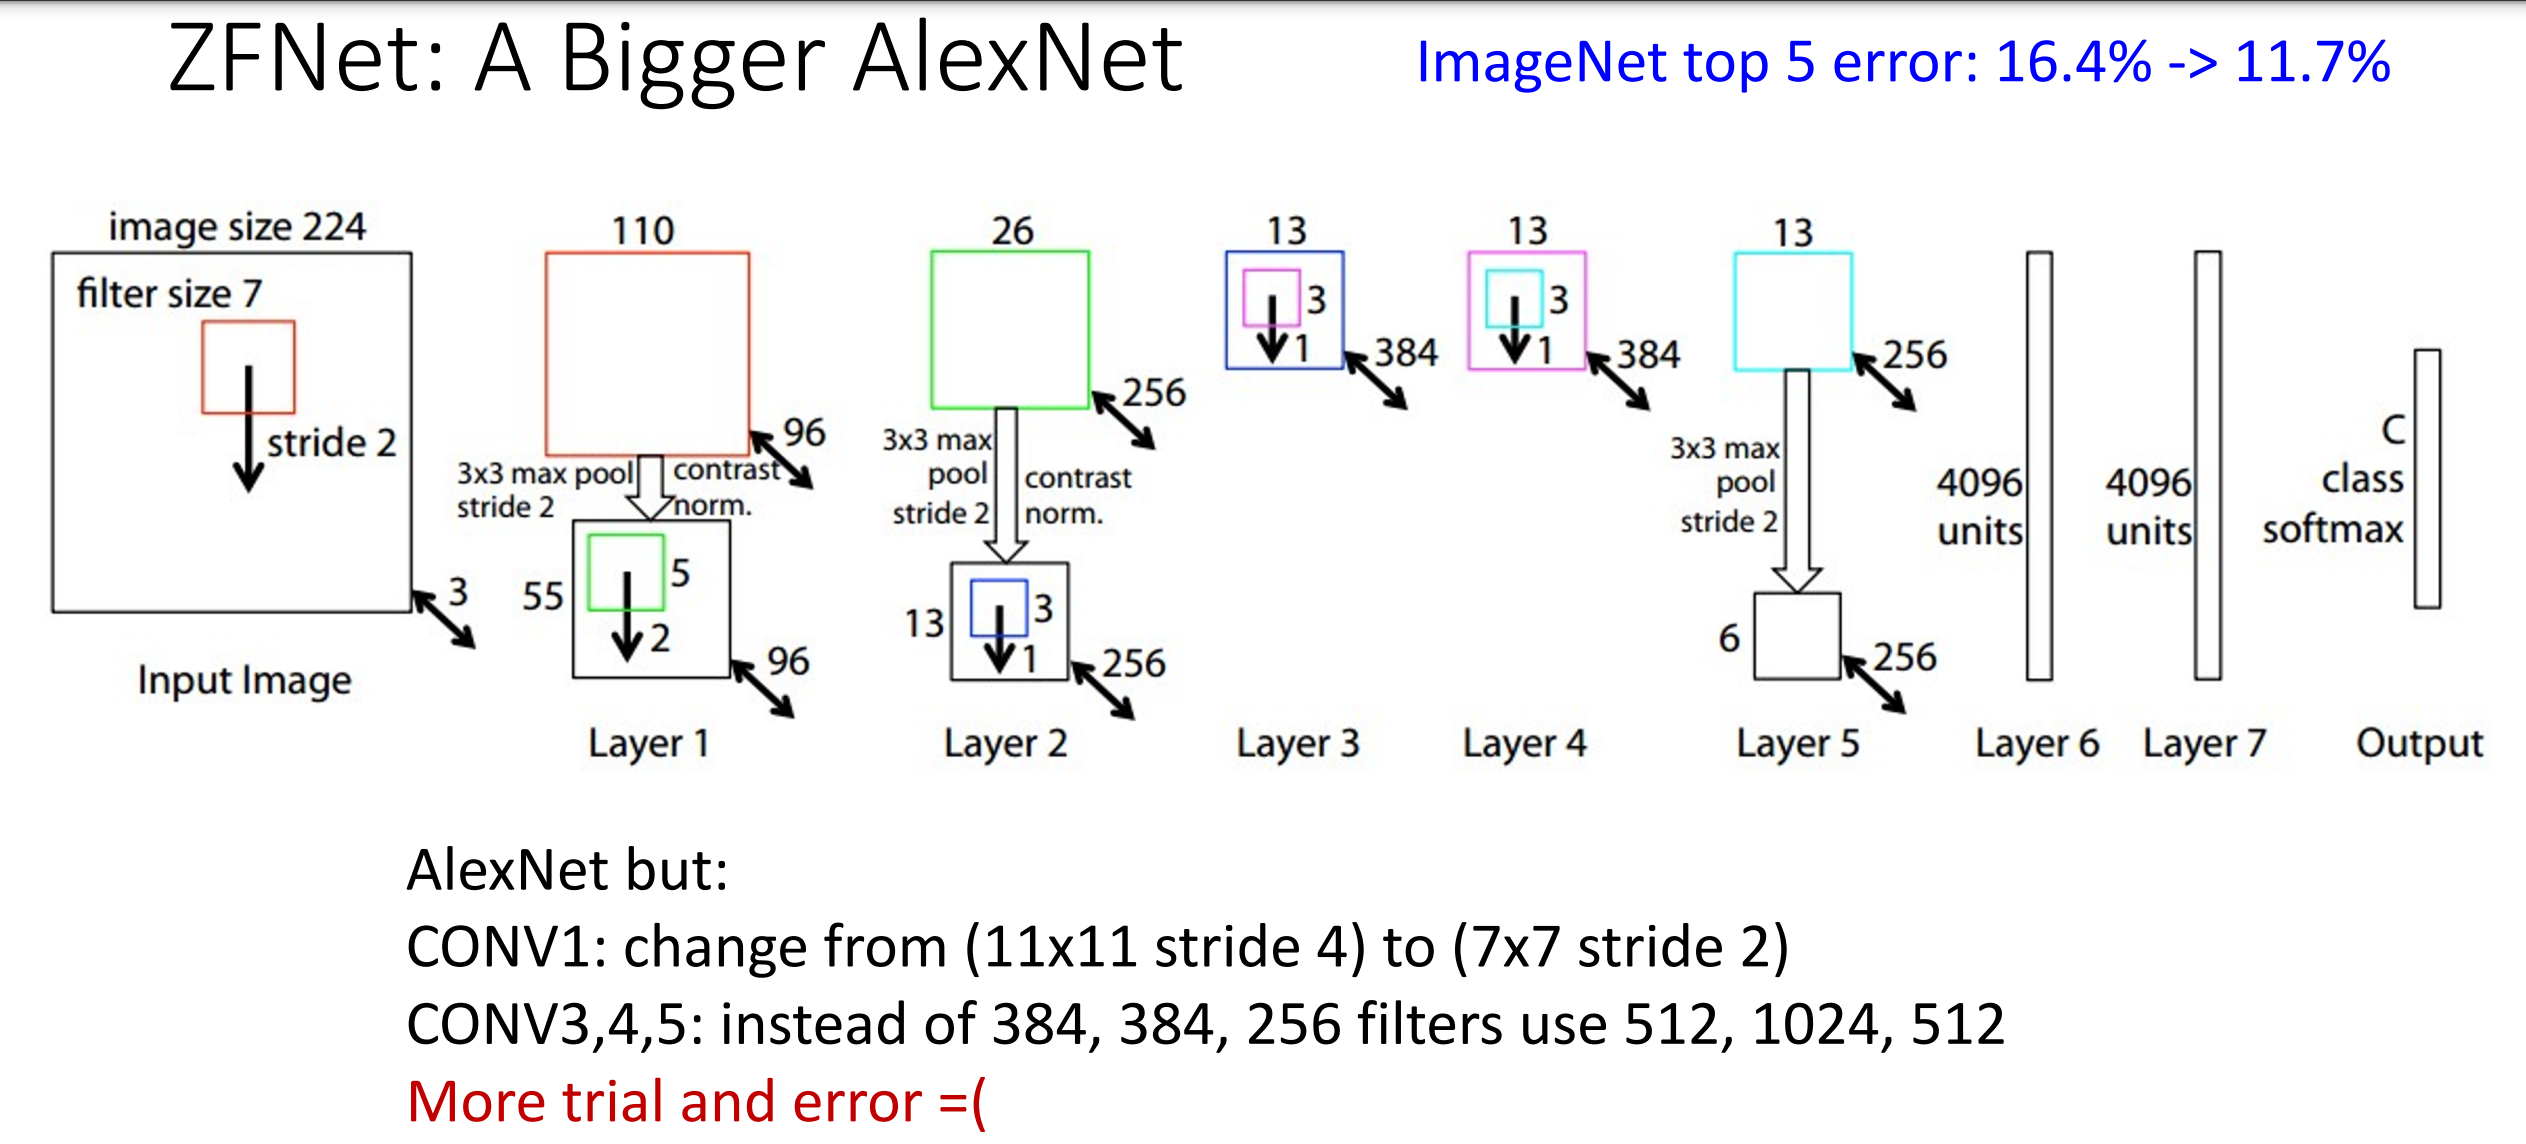 ZFNet: A Bigger AlexNet
ImageNet top 5 error: 16.4% -> 11.7%
image size 224
filter size 7
stride 2
3
Input Image
110
96
3x3 max pool
stride 2
contrast
norm.
55
5
2
96
Layer 1
26
256
3x3 max
pool
stride 2
contrast
norm.
13
3
1
256
Layer 2
13
3
1
384
Layer 3
13
3
1
384
Layer 4
13
256
3x3 max
pool
stride 2
6
256
Layer 5
4096
units
Layer 6
4096
units
Layer 7
C
class
softmax
Output
AlexNet but:
CONV1: change from (11x11 stride 4) to (7x7 stride 2)
CONV3,4,5: instead of 384, 384, 256 filters use 512, 1024, 512
More trial and error =(